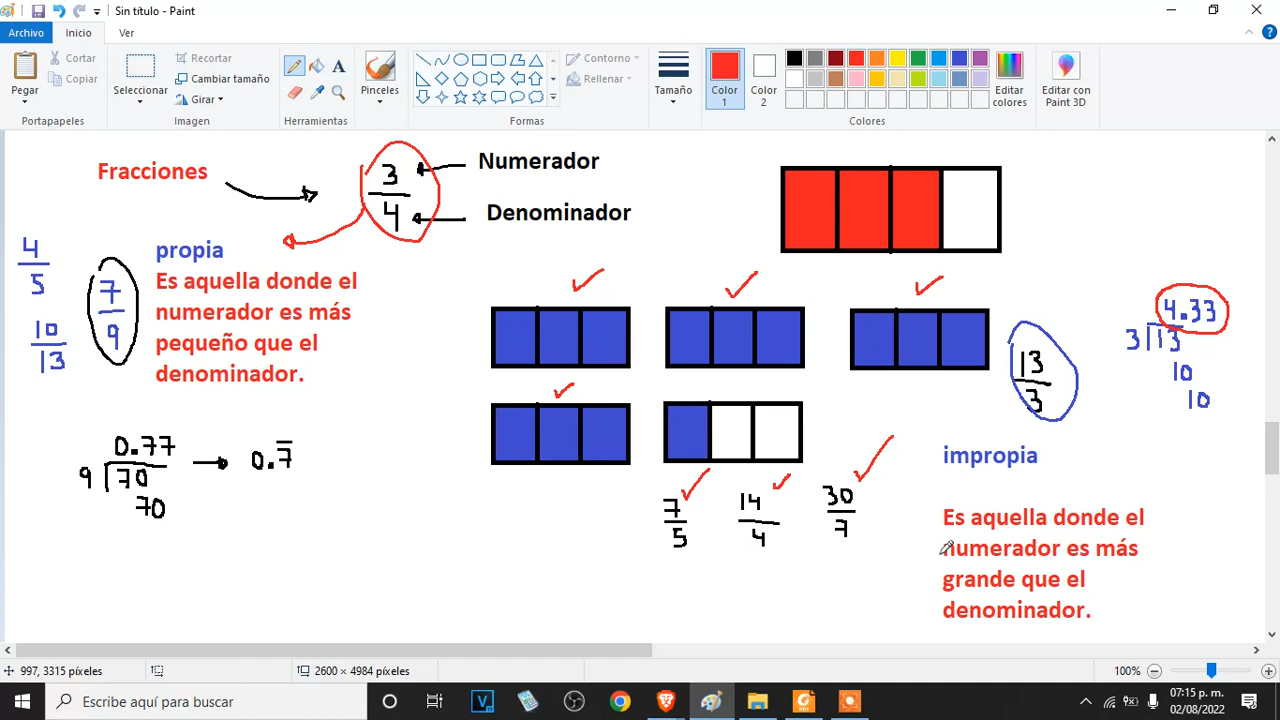 Sin título - Paint
Archivo
Inicio
Ver
Pegar
Cortar
Copiar
Portapapeles
Seleccionar
Recortar
Cambiar tamaño
Girar
Imagen
A
Herramientas
Pinceles
Contorno
Rellenar
Formas
Tamaño
Color
1
Color
2
Editar
colores
Colores
Editar con
Paint 3D
Fracciones
3
4
Numerador
Denominador
4
5
7
9
10
13
propia
Es aquella donde el
numerador es más
pequeño que el
denominador.
0.77
9 70
70
0.7̅
13
3
4.33
3 13
10
10
7
5
14
4
30
7
impropia
Es aquella donde el
numerador es más
grande que el
denominador.
997, 3315 píxeles
2600 × 4984 píxeles
100%
Escribe aquí para buscar
07:15 p. m.
02/08/2022